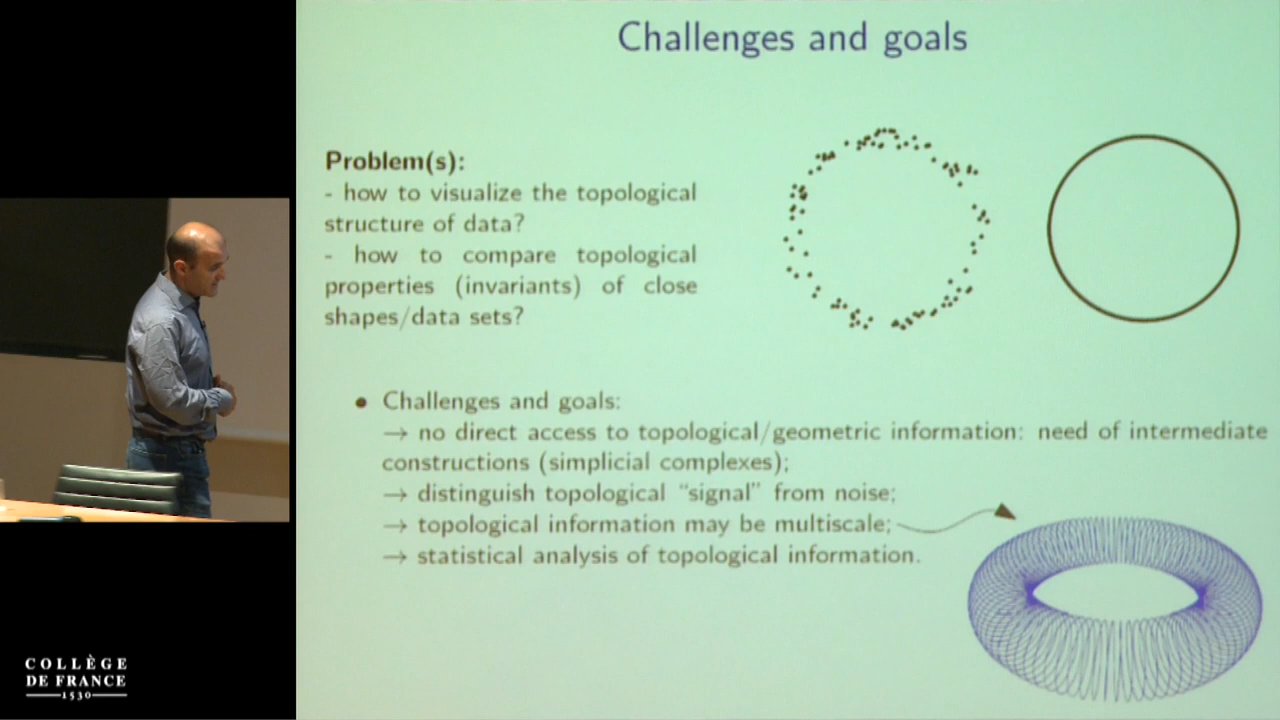 Challenges and goals
Problem(s):
- how to visualize the topological
structure of data?
- how to compare topological
properties (invariants) of close
shapes/data sets?
• Challenges and goals:
→ no direct access to topological/geometric information: need of intermediate
constructions (simplicial complexes);
→ distinguish topological “signal” from noise;
→ topological information may be multiscale;
→ statistical analysis of topological information.
COLLÈGE
DE FRANCE
1530